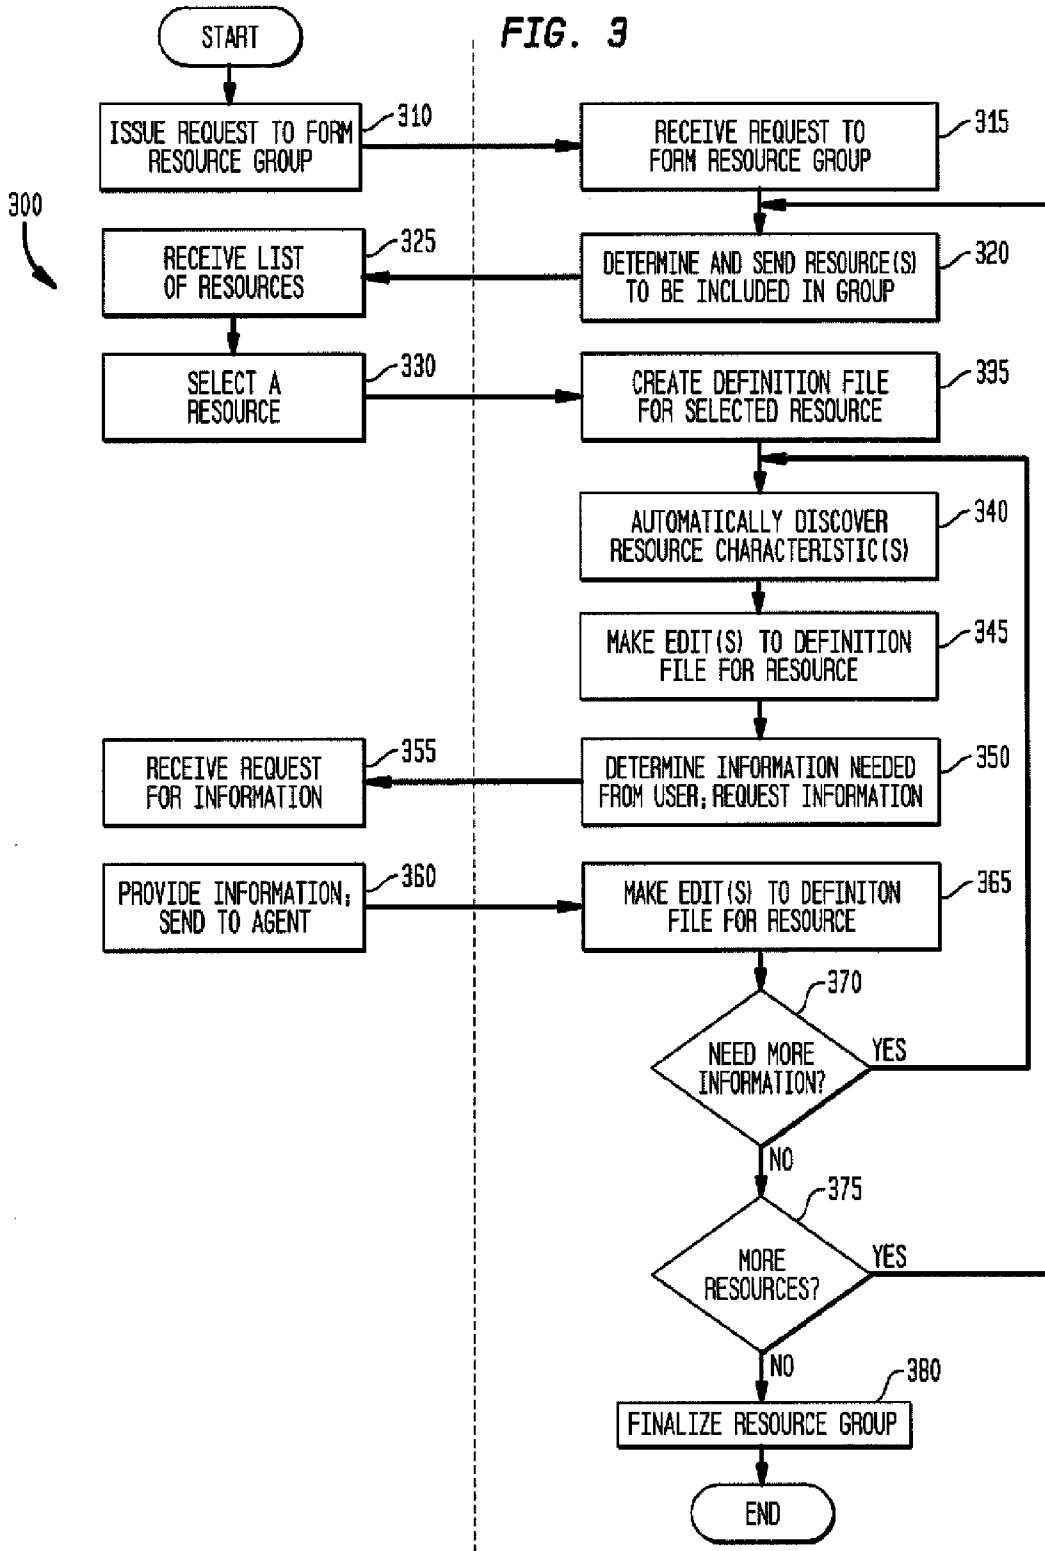 START
FIG. 3
ISSUE REQUEST TO FORM
RESOURCE GROUP
310
RECEIVE REQUEST TO
FORM RESOURCE GROUP
315
300
RECEIVE LIST
OF RESOURCES
325
DETERMINE AND SEND RESOURCE(S)
TO BE INCLUDED IN GROUP
320
SELECT A
RESOURCE
330
CREATE DEFINITION FILE
FOR SELECTED RESOURCE
335
AUTOMATICALLY DISCOVER
RESOURCE CHARACTERISTIC(S)
340
MAKE EDIT(S) TO DEFINITION
FILE FOR RESOURCE
345
RECEIVE REQUEST
FOR INFORMATION
355
DETERMINE INFORMATION NEEDED
FROM USER; REQUEST INFORMATION
350
PROVIDE INFORMATION;
SEND TO AGENT
360
MAKE EDIT(S) TO DEFINITON
FILE FOR RESOURCE
365
370
NEED MORE
INFORMATION?
YES
NO
375
MORE
RESOURCES?
YES
NO
380
FINALIZE RESOURCE GROUP
END